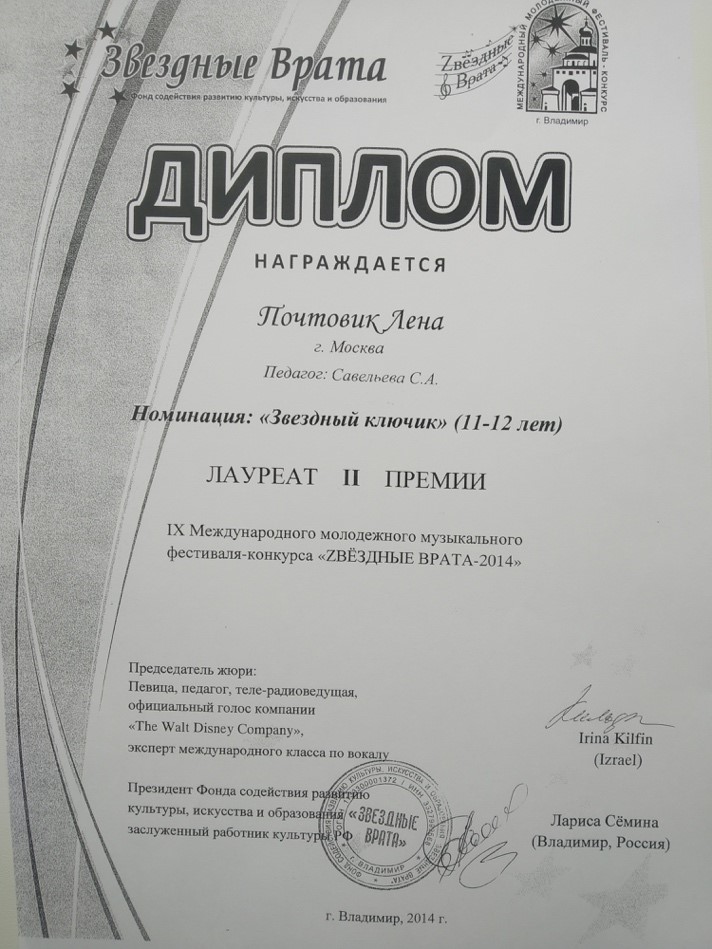 Звездные Врата
Фонд содействия развитию культуры, искусства и образования
Zвёздные
Врата
МЕЖДУНАРОДНЫЙ МОЛОДЕЖНЫЙ ФЕСТИВАЛЬ-КОНКУРС
г. Владимир
ДИПЛОМ
НАГРАЖДАЕТСЯ
Почтовик Лена
г. Москва
Педагог: Савельева С.А.
Номинация: «Звездный ключик» (11-12 лет)
ЛАУРЕАТ II ПРЕМИИ
IX Международного молодежного музыкального
фестиваля-конкурса «ZВЁЗДНЫЕ ВРАТА-2014»
Председатель жюри:
Певица, педагог, теле-радиоведущая,
официальный голос компании
«The Walt Disney Company»,
эксперт международного класса по вокалу
Irina Kilfin
(Izrael)
Президент Фонда содействия развитию
культуры, искусства и образования
заслуженный работник культуры РФ
«ЗВЕЗДНЫЕ
ВРАТА»
г. ВЛАДИМИР
Лариса Сёмина
(Владимир, Россия)
г. Владимир, 2014 г.